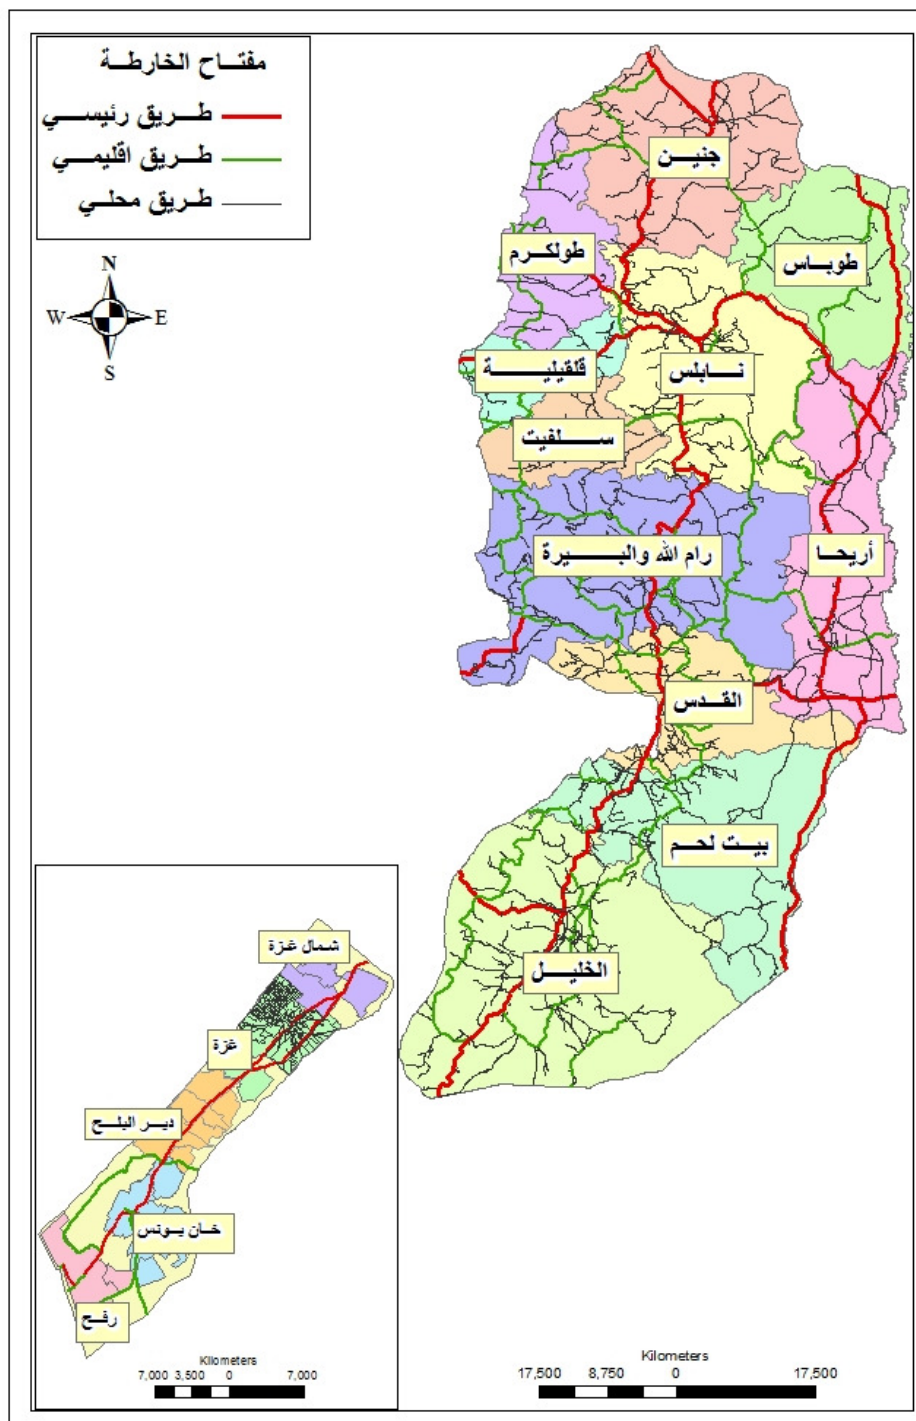 مفتاح الخارطة
طريق رئيسي
طريق اقليمي
طريق محلي
N
W E
S
جنين
طولكرم
طوباس
قلقيلية
نابلس
سلفيت
رام الله والبيرة
أريحا
القدس
بيت لحم
الخليل
شمال غزة
غزة
دير البلح
خان يونس
رفح
Kilometers
7,000 3,500 0 7,000
Kilometers
17,500 8,750 0 17,500